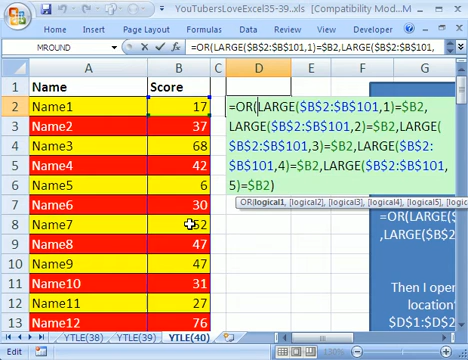 YouTubersLoveExcel35-39..xls [Compatibility Mod...
Home Insert Page Layout Formulas Data Review View Developer
MROUND =OR(LARGE($B$2:$B$101,1)=$B2,LARGE($B$2:$B$101,
A B C D E F G
1 Name Score
2 Name1 17
3 Name2 37
4 Name3 68
5 Name4 42
6 Name5 6
7 Name6 30
8 Name7 52
9 Name8 47
10 Name9 47
11 Name10 31
12 Name11 27
13 Name12 76
=OR(LARGE($B$2:$B$101,1)=$B2,
LARGE($B$2:$B$101,2)=$B2,LARGE(
$B$2:$B$101,3)=$B2,LARGE($B$2:
$B$101,4)=$B2,LARGE($B$2:$B$101,
5)=$B2)
OR(logical1, [logical2], [logical3], [logical4], [logical5], [log
=OR(LARGE(
,LARGE($B$
Then I open
location"
$D$1:$D$
YTLE(38) YTLE(39) YTLE(40)
Edit 130%